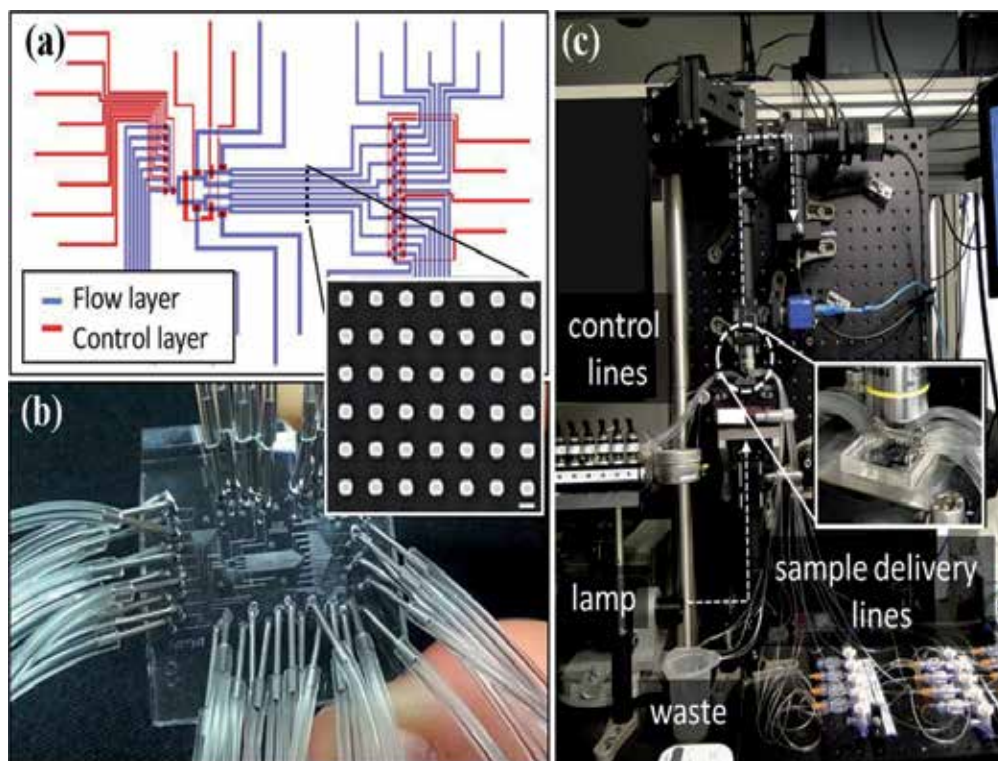 (a)
Flow layer
Control layer
(b)
(c)
control
lines
lamp
sample delivery
lines
waste